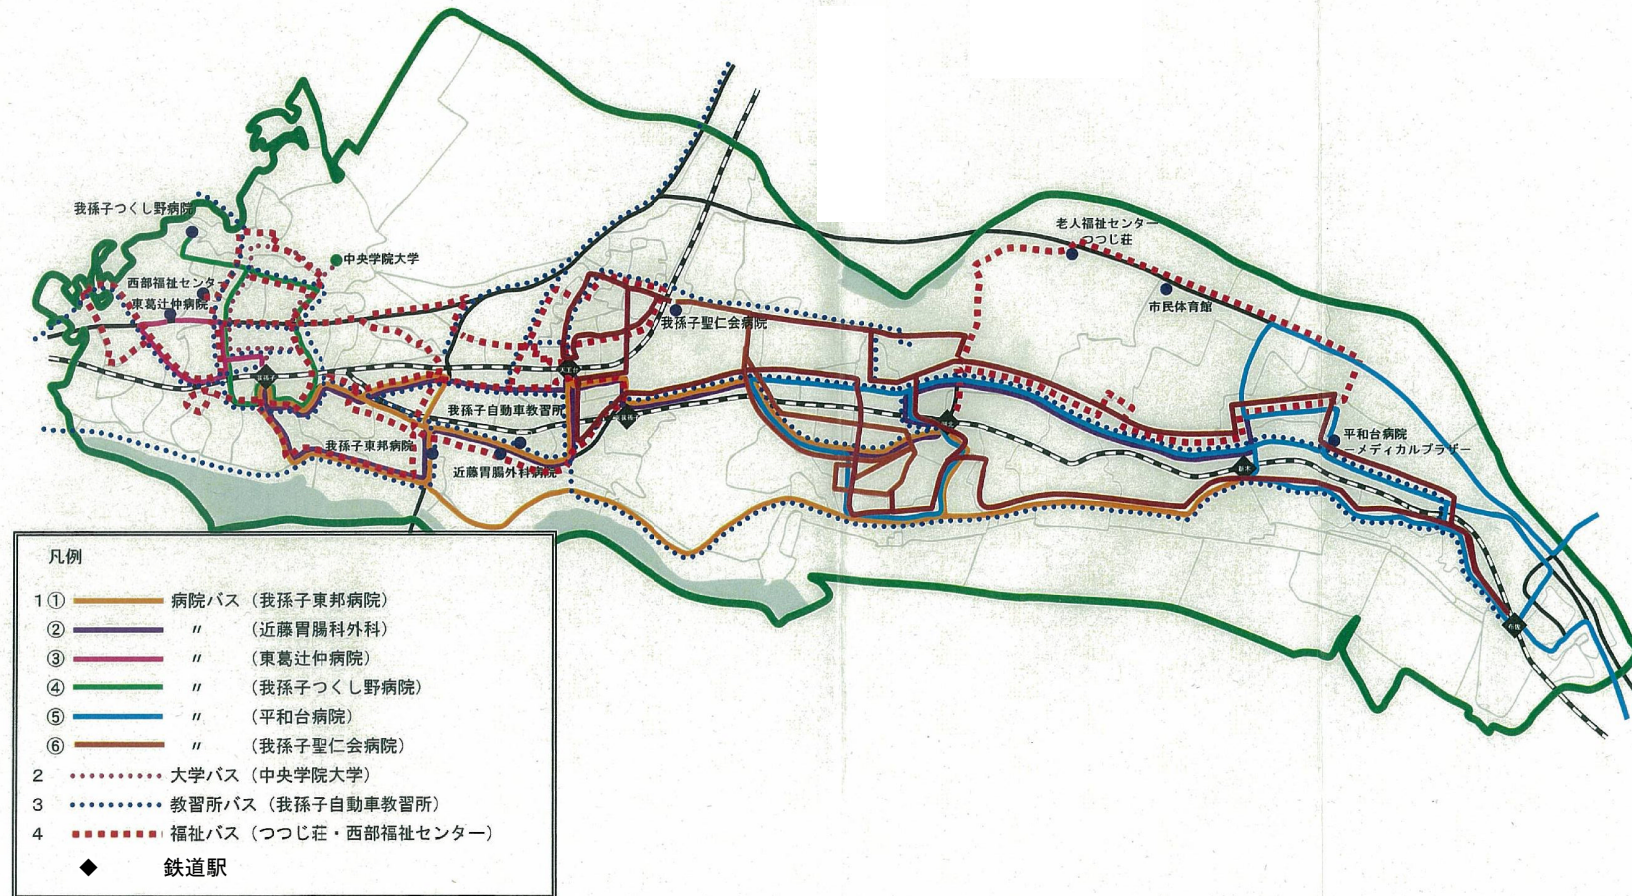 我孫子つくし野病院
中央学院大学
西部福祉センター
東葛辻仲病院
我孫子聖仁会病院
老人福祉センター
つつじ荘
市民体育館
我孫子
我孫子自動車教習所
我孫子東邦病院
近藤胃腸外科病院
平和台病院
ーメディカルプラザー
新木
布佐
凡例
1 ① 病院バス（我孫子東邦病院）
② 〃 （近藤胃腸科外科）
③ 〃 （東葛辻仲病院）
④ 〃 （我孫子つくし野病院）
⑤ 〃 （平和台病院）
⑥ 〃 （我孫子聖仁会病院）
2 大学バス（中央学院大学）
3 教習所バス（我孫子自動車教習所）
4 福祉バス（つつじ荘・西部福祉センター）
◆ 鉄道駅